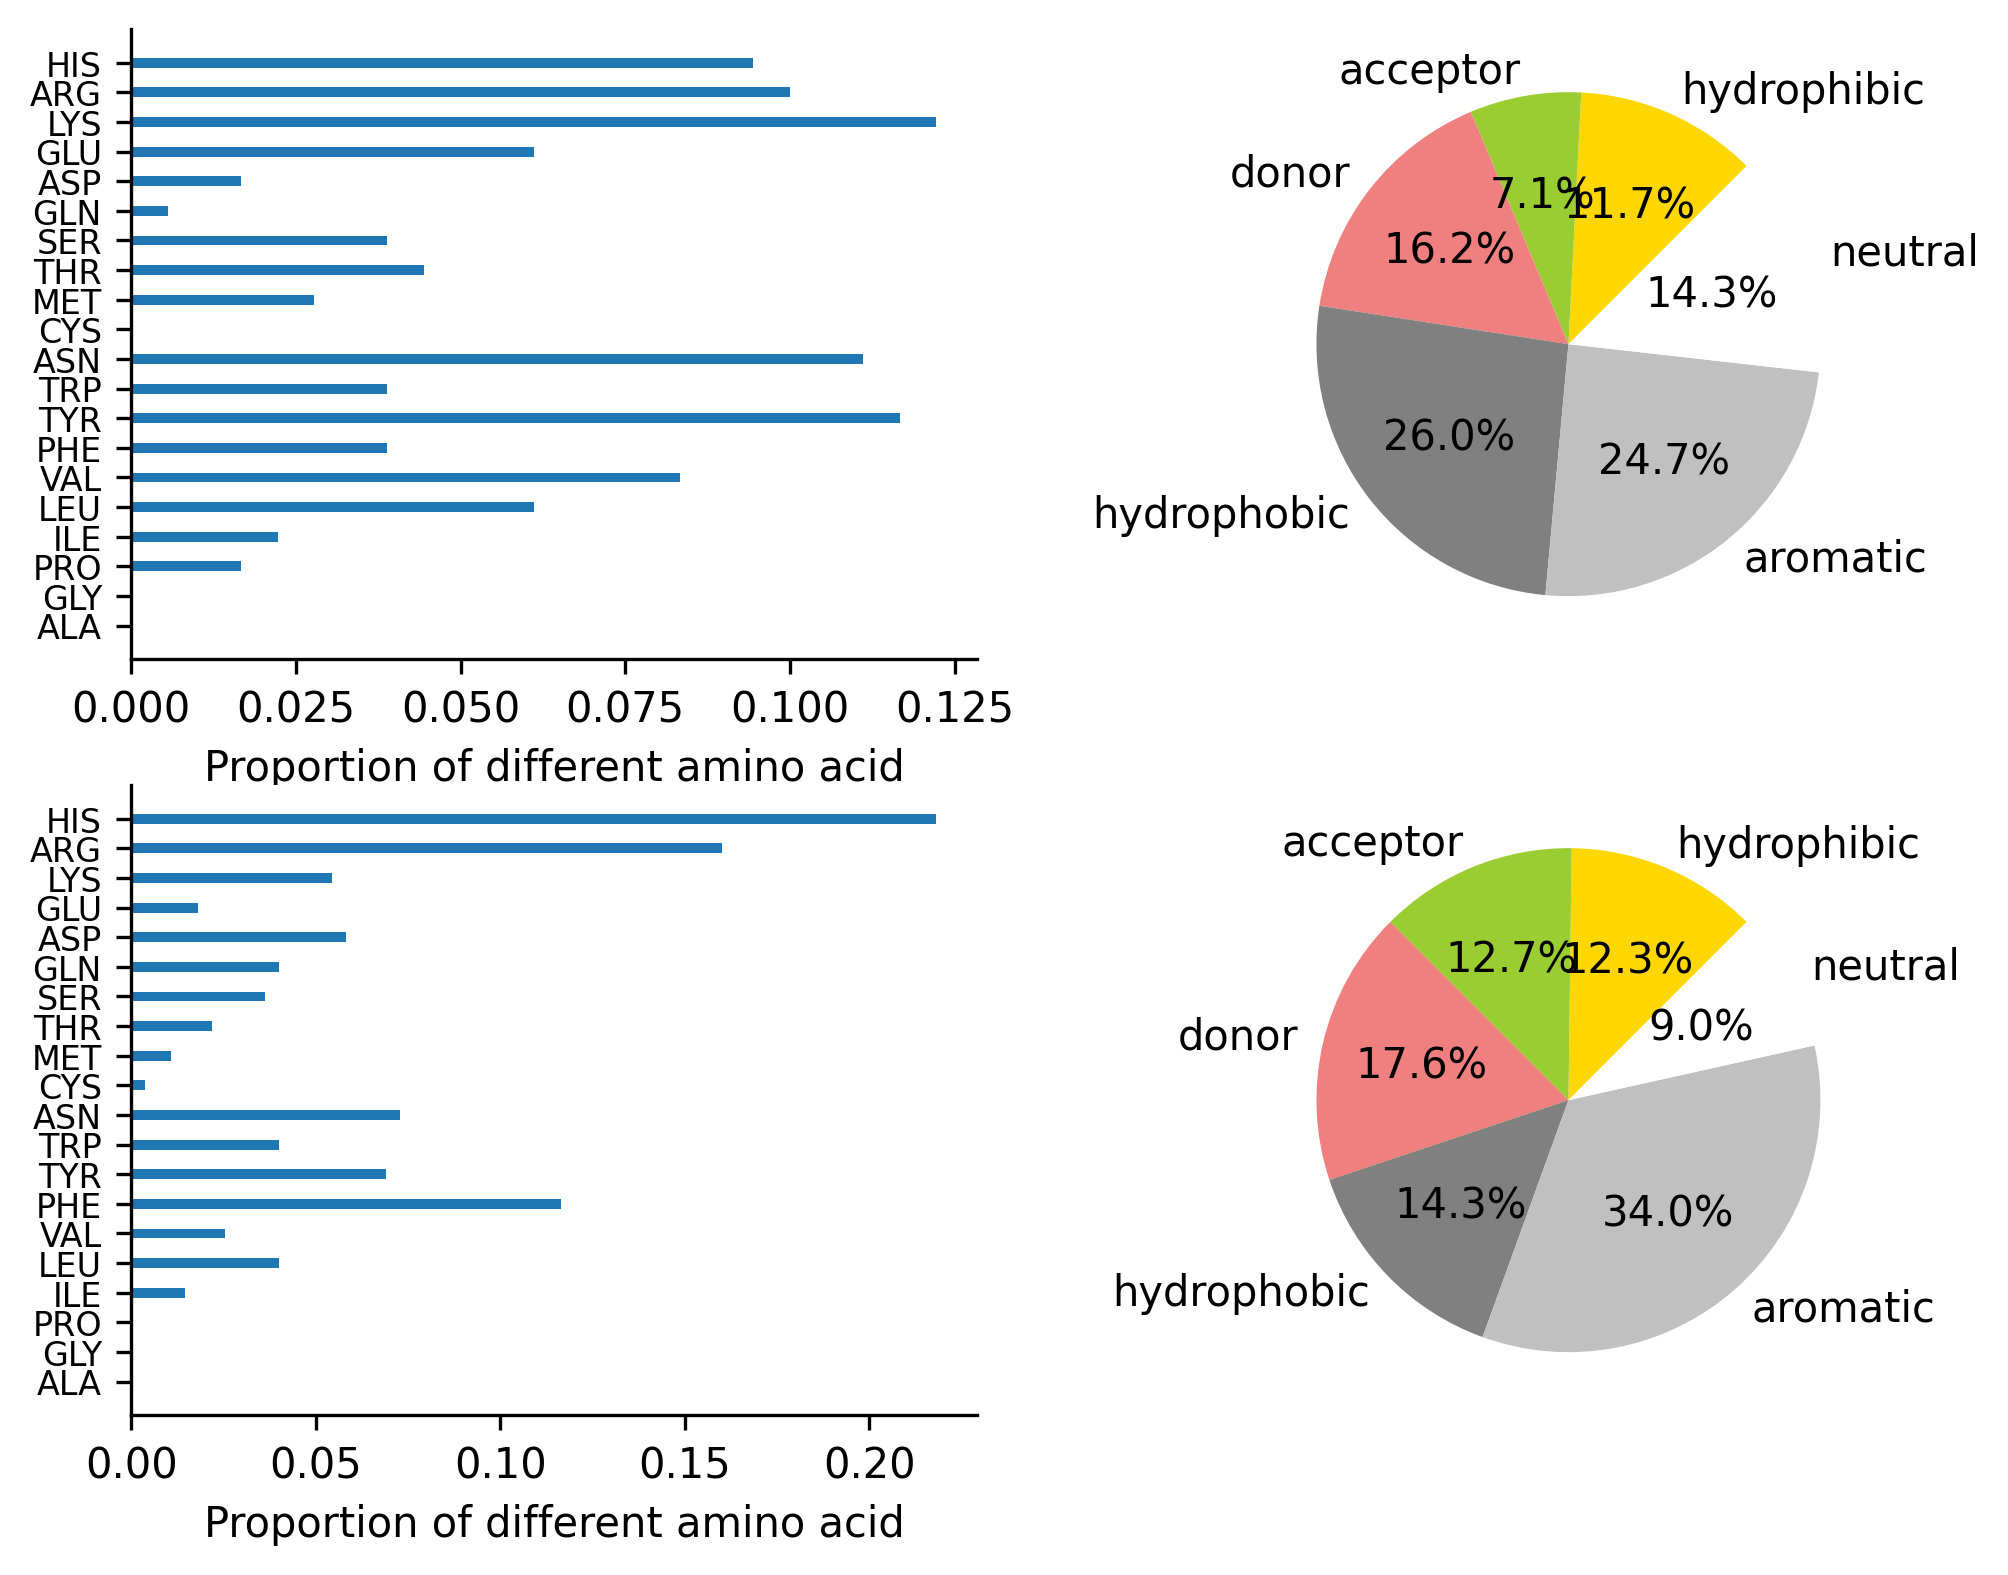 HIS
ARG
LYS
GLU
ASP
GLN
SER
THR
MET
CYS
ASN
TRP
TYR
PHE
VAL
LEU
ILE
PRO
GLY
ALA
0.000 0.025 0.050 0.075 0.100 0.125
Proportion of different amino acid
acceptor
hydrophibic
donor
neutral
hydrophobic
aromatic
7.1%
11.7%
16.2%
14.3%
26.0%
24.7%
HIS
ARG
LYS
GLU
ASP
GLN
SER
THR
MET
CYS
ASN
TRP
TYR
PHE
VAL
LEU
ILE
PRO
GLY
ALA
0.00 0.05 0.10 0.15 0.20
Proportion of different amino acid
acceptor
hydrophibic
donor
neutral
hydrophobic
aromatic
12.7%
12.3%
17.6%
9.0%
14.3%
34.0%